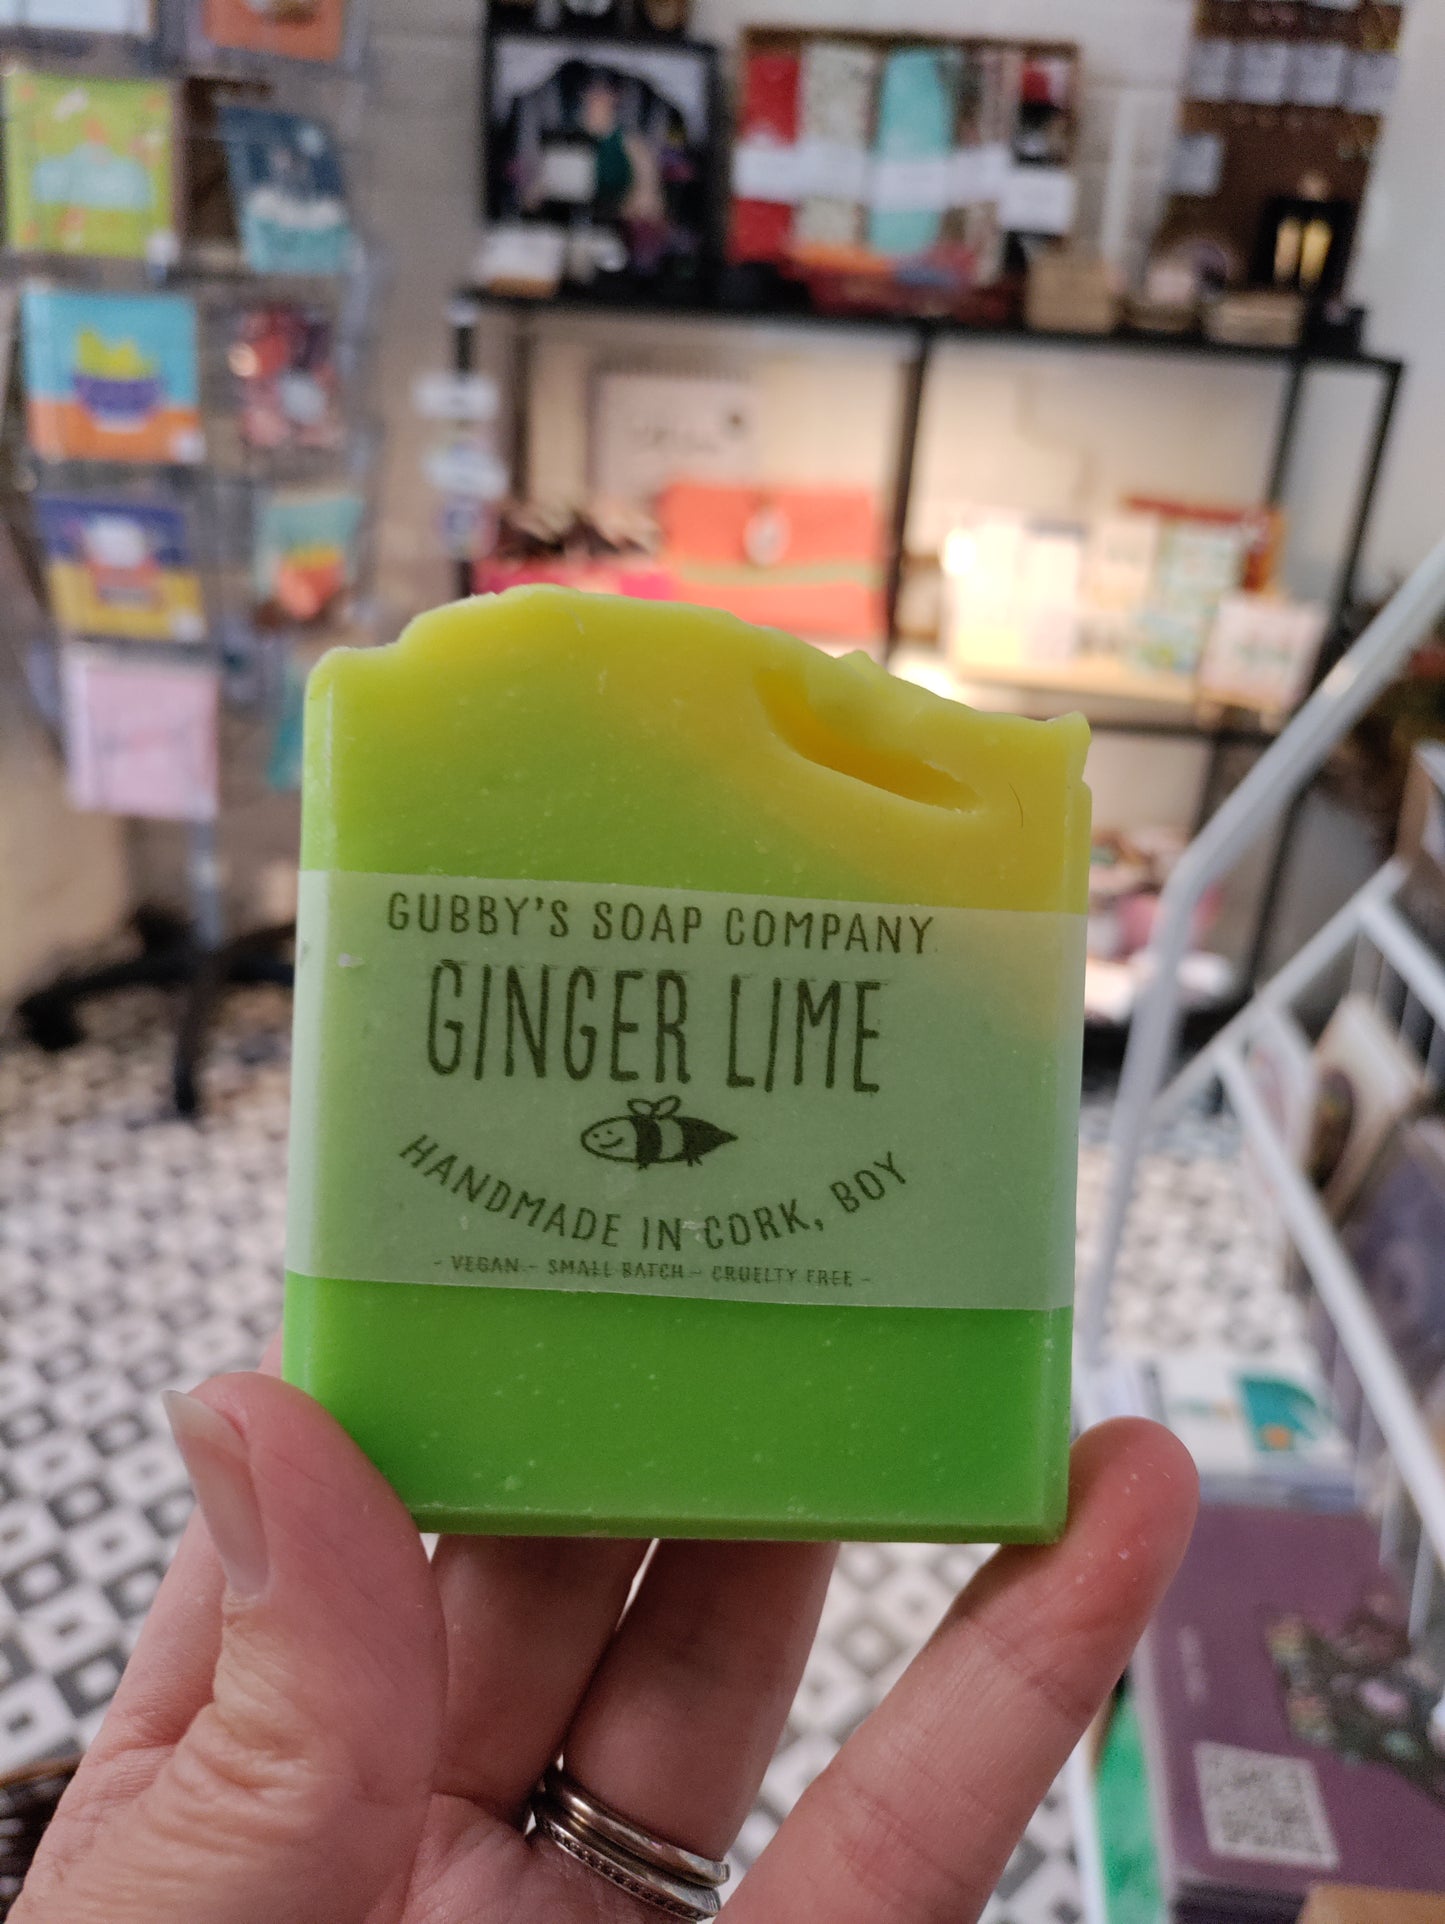 GUBBY'S SOAP COMPANY
GINGER LIME
HANDMADE IN CORK, BOY
- VEGAN - SMALL BATCH - CRUELTY FREE -